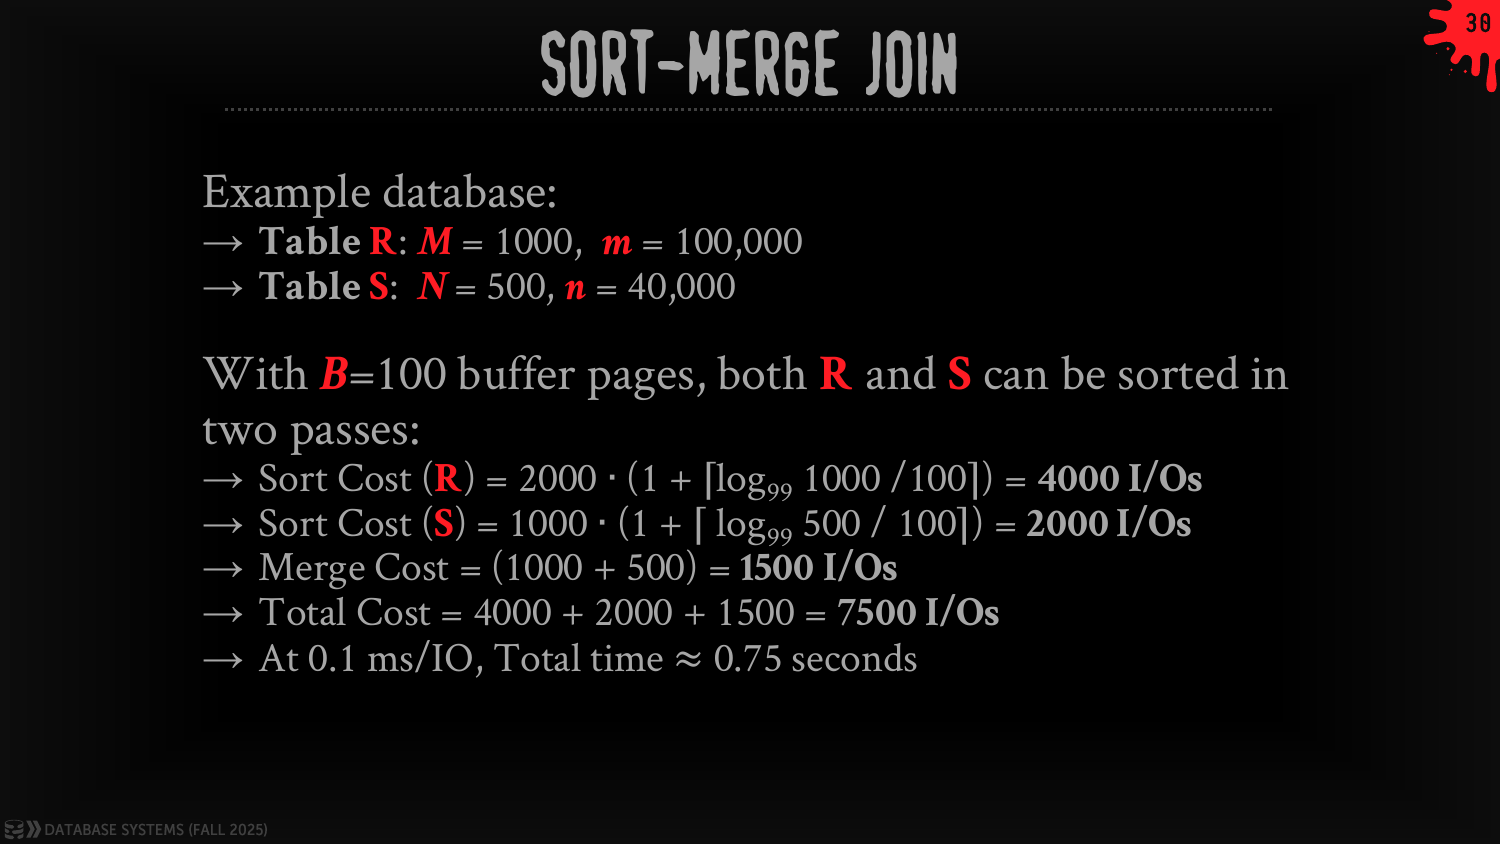 30
SORT-MERGE JOIN
Example database:
→ Table R: M = 1000, m = 100,000
→ Table S: N = 500, n = 40,000
With B=100 buffer pages, both R and S can be sorted in
two passes:
→ Sort Cost (R) = 2000 · (1 + ⌈log₉₉ 1000 /100⌉) = 4000 I/Os
→ Sort Cost (S) = 1000 · (1 + ⌈ log₉₉ 500 / 100⌉) = 2000 I/Os
→ Merge Cost = (1000 + 500) = 1500 I/Os
→ Total Cost = 4000 + 2000 + 1500 = 7500 I/Os
→ At 0.1 ms/IO, Total time ≈ 0.75 seconds
DATABASE SYSTEMS (FALL 2025)